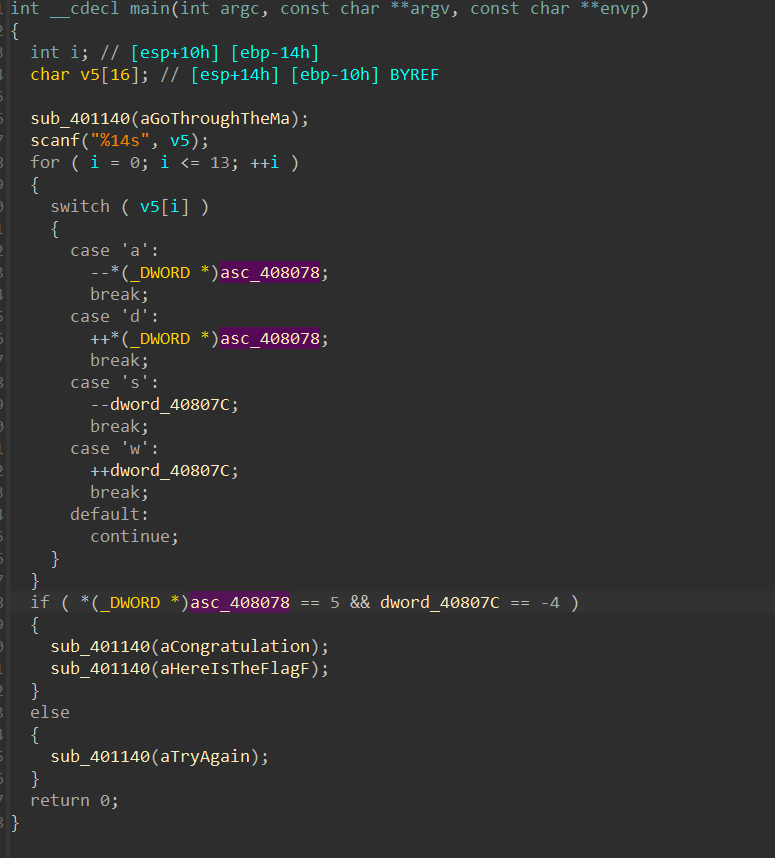 int __cdecl main(int argc, const char **argv, const char **envp)
{
  int i; // [esp+10h] [ebp-14h]
  char v5[16]; // [esp+14h] [ebp-10h] BYREF

  sub_401140(aGoThroughTheMa);
  scanf("%14s", v5);
  for ( i = 0; i <= 13; ++i )
  {
    switch ( v5[i] )
    {
      case 'a':
        --*(_DWORD *)asc_408078;
        break;
      case 'd':
        ++*(_DWORD *)asc_408078;
        break;
      case 's':
        --dword_40807C;
        break;
      case 'w':
        ++dword_40807C;
        break;
      default:
        continue;
    }
  }
  if ( *(_DWORD *)asc_408078 == 5 && dword_40807C == -4 )
  {
    sub_401140(aCongratulation);
    sub_401140(aHereIsTheFlagF);
  }
  else
  {
    sub_401140(aTryAgain);
  }
  return 0;
}